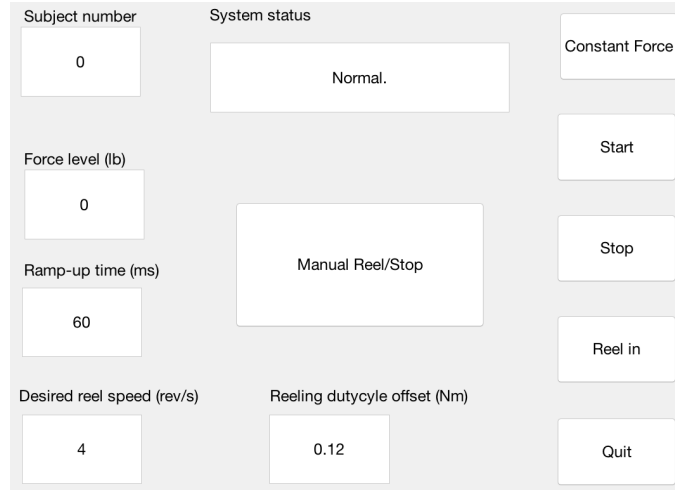 Subject number
System status
Constant Force
0
Normal.
Start
Force level (lb)
0
Manual Reel/Stop
Stop
Ramp-up time (ms)
60
Reel in
Desired reel speed (rev/s)
Reeling dutycyle offset (Nm)
4
0.12
Quit